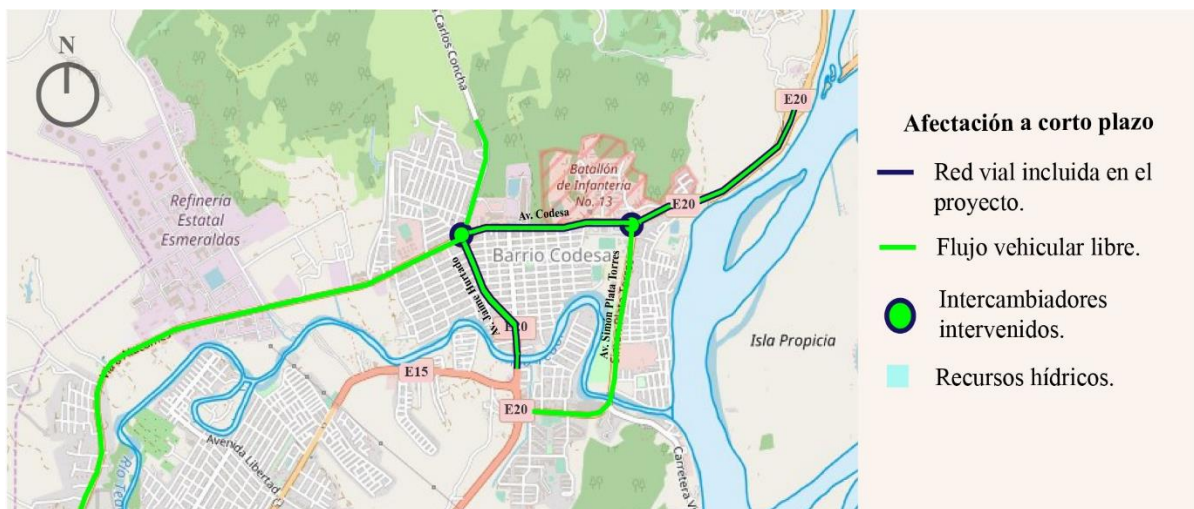 N
Carlos Concha
E20
Refinería
Estatal
Esmeraldas
Batallón
de Infantería
No. 13
E20
Av. Codesa
Barrio Codesa
Av. Jaime Hurtado
Av. Simón Plata Torres
E20
Isla Propicia
E15
E20
Avenida Libertad
Río Tea
Carretera V
Afectación a corto plazo
Red vial incluida en el
proyecto.
Flujo vehicular libre.
Intercambiadores
intervenidos.
Recursos hídricos.